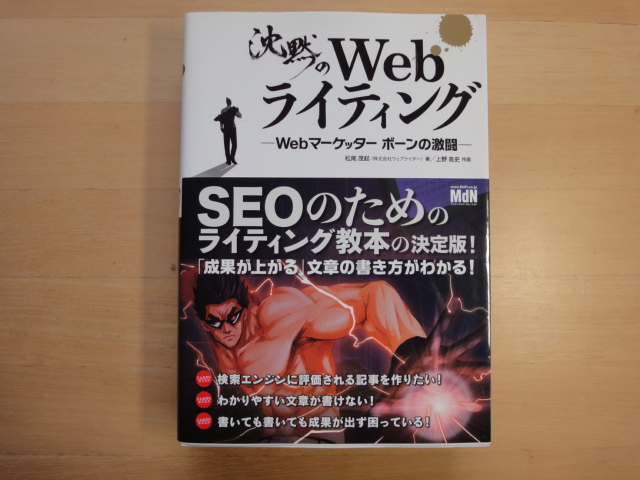 沈黙のWeb
ライティング
―Webマーケッター ボーンの激闘―
松尾 茂起（株式会社ウェブライダー）著／上野 高史 作画
www.MdN.co.jp
MdN
SEOのための
ライティング教本の決定版！
「成果が上がる」文章の書き方がわかる！
検索エンジンに評価される記事を作りたい！
わかりやすい文章が書けない！
書いても書いても成果が出ず困っている！